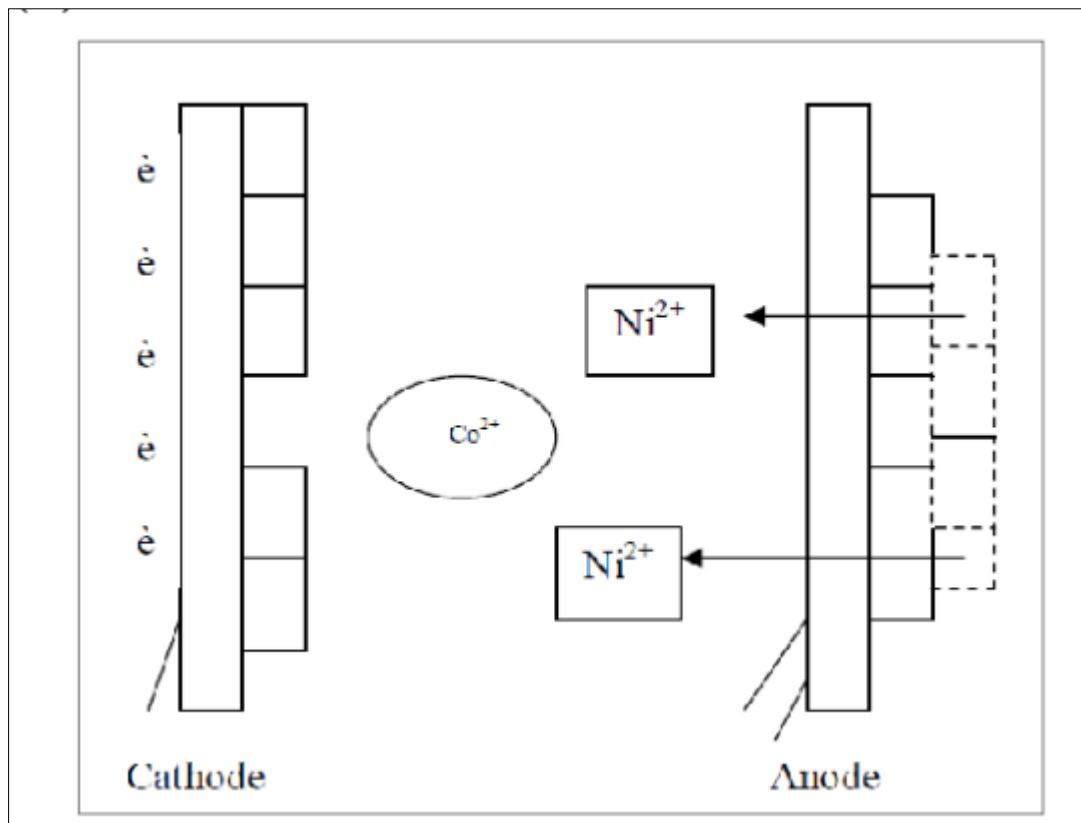 e-
e-
Ni2+
e-
Co2+
e-
e-
Ni2+
Cathode Anode